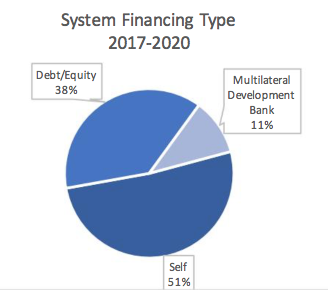 System Financing Type
2017-2020
Debt/Equity
38%
Multilateral
Development
Bank
11%
Self
51%